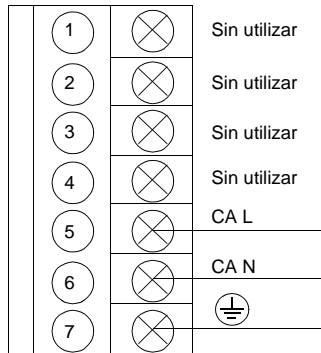 1 Sin utilizar
2 Sin utilizar
3 Sin utilizar
4 Sin utilizar
5 CA L
6 CA N
7